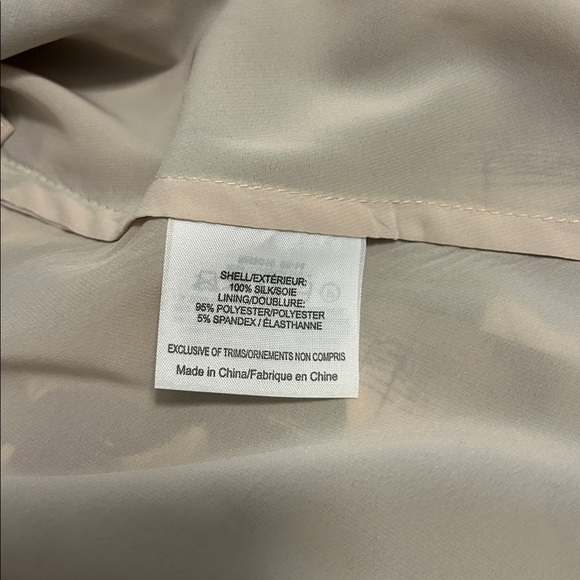 SHELL/EXTÉRIEUR:
100% SILK/SOIE
LINING/DOUBLURE:
95% POLYESTER/POLYESTER
5% SPANDEX / ÉLASTHANNE
EXCLUSIVE OF TRIMS/ORNEMENTS NON COMPRIS
Made in China/Fabrique en Chine